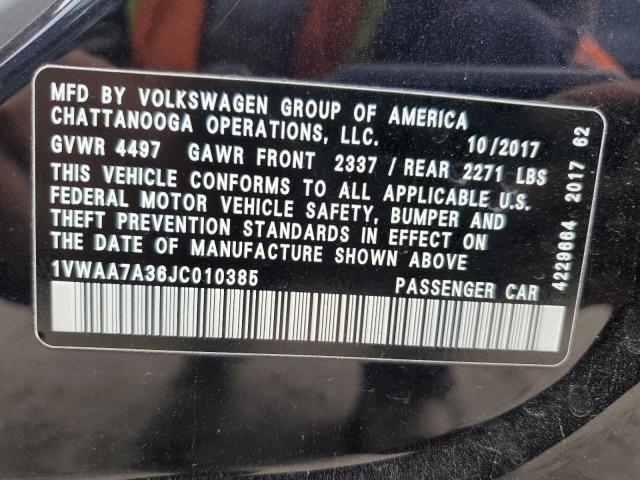 MFD BY VOLKSWAGEN GROUP OF AMERICA
CHATTANOOGA OPERATIONS, LLC. 10/2017
GVWR 4497 GAWR FRONT 2337 / REAR 2271 LBS
THIS VEHICLE CONFORMS TO ALL APPLICABLE U.S.
FEDERAL MOTOR VEHICLE SAFETY, BUMPER AND
THEFT PREVENTION STANDARDS IN EFFECT ON
THE DATE OF MANUFACTURE SHOWN ABOVE
1VWAA7A36JC010385 PASSENGER CAR
4229664 2017 62